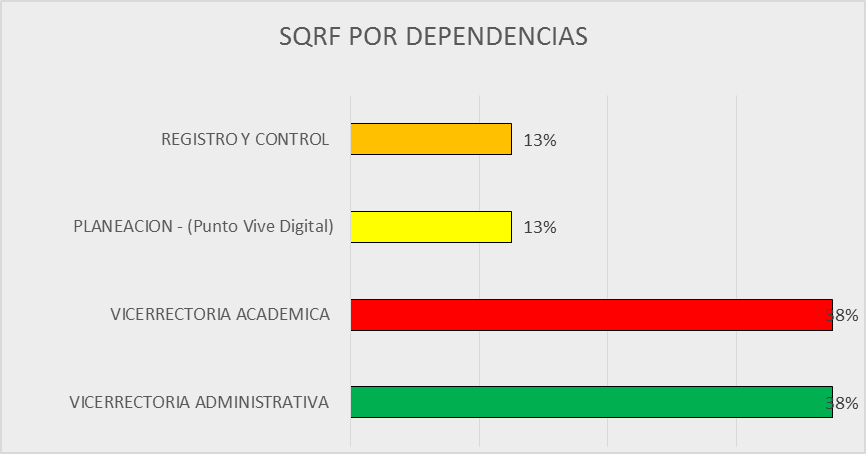 SQRF POR DEPENDENCIAS
REGISTRO Y CONTROL 13%
PLANEACION - (Punto Vive Digital) 13%
VICERRECTORIA ACADEMICA 38%
VICERRECTORIA ADMINISTRATIVA 38%